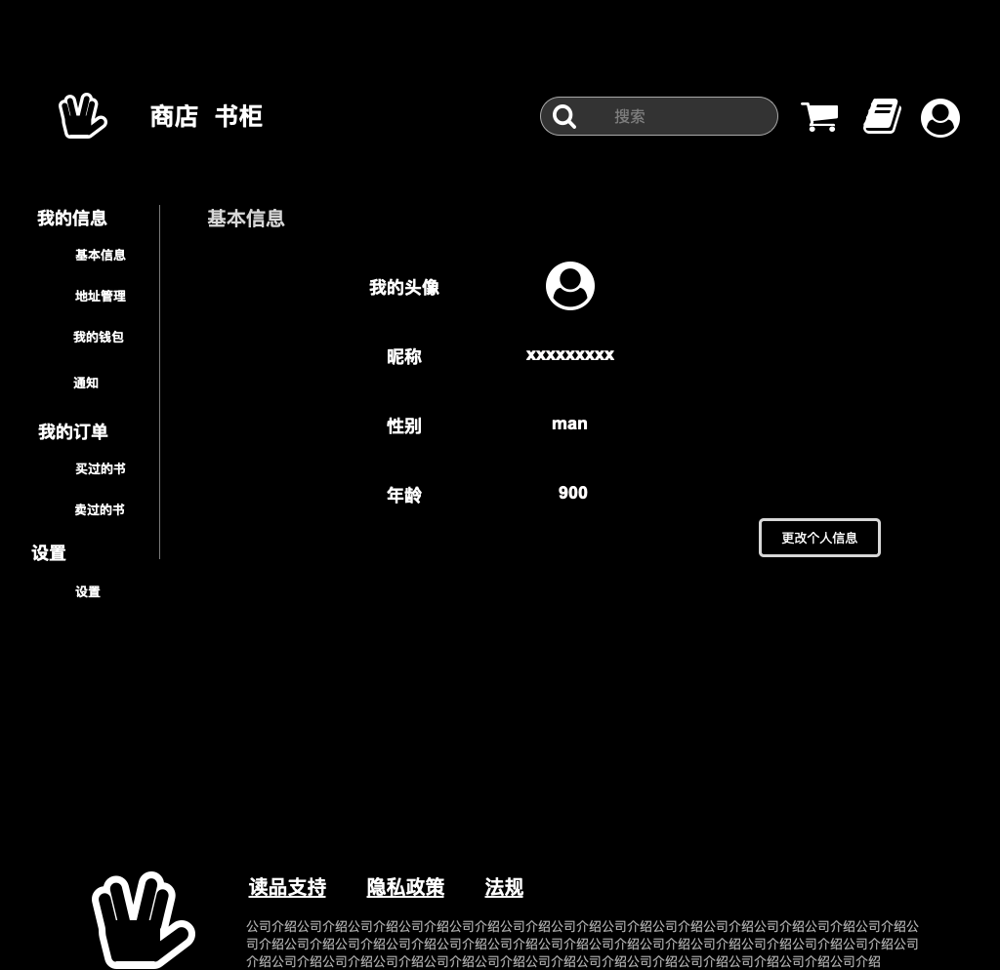 商店 书柜
搜索
我的信息
基本信息
地址管理
我的钱包
通知
我的订单
买过的书
卖过的书
设置
设置
基本信息
我的头像
昵称 xxxxxxxxx
性别 man
年龄 900
更改个人信息
读品支持 隐私政策 法规
公司介绍公司介绍公司介绍公司介绍公司介绍公司介绍公司介绍公司介绍公司介绍公司介绍公司介绍公司介绍公司介绍公
司介绍公司介绍公司介绍公司介绍公司介绍公司介绍公司介绍公司介绍公司介绍公司介绍公司介绍公司介绍公司介绍公司
介绍公司介绍公司介绍公司介绍公司介绍公司介绍公司介绍公司介绍公司介绍公司介绍公司介绍公司介绍公司介绍